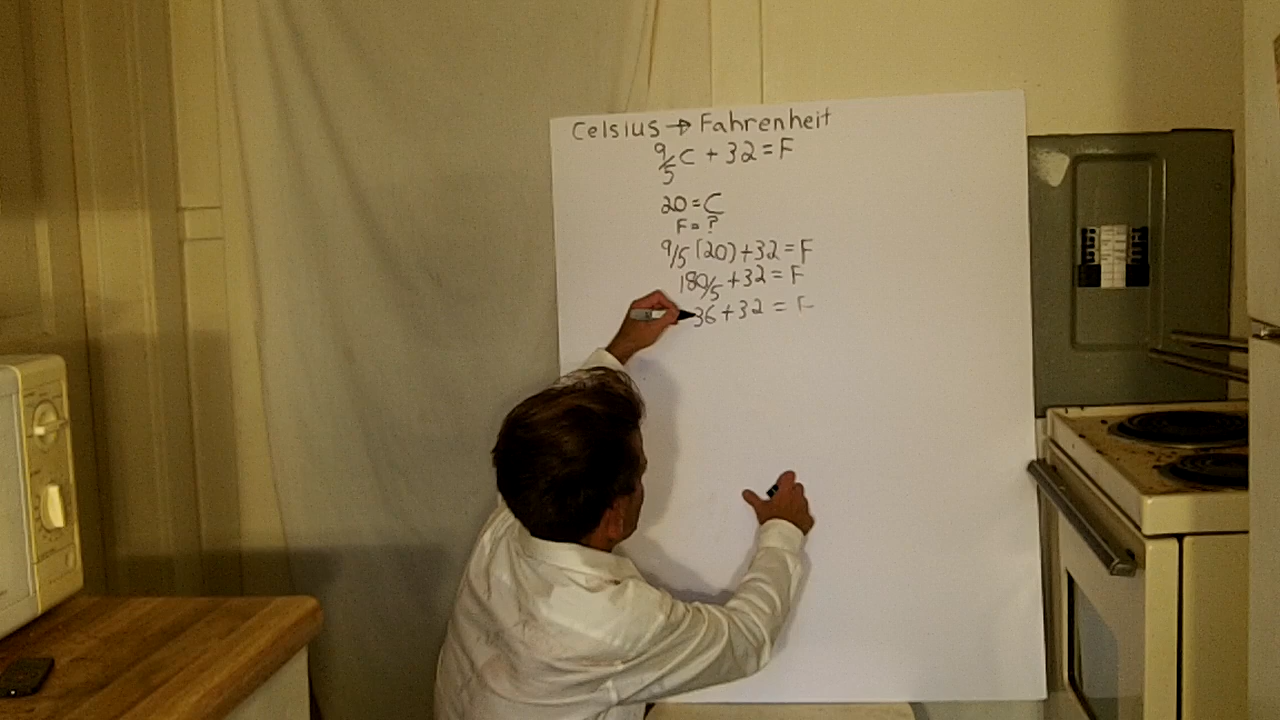 Celsius → Fahrenheit
9/5 C + 32 = F
20 = C
F = ?
9/5 (20) + 32 = F
180/5 + 32 = F
36 + 32 = F